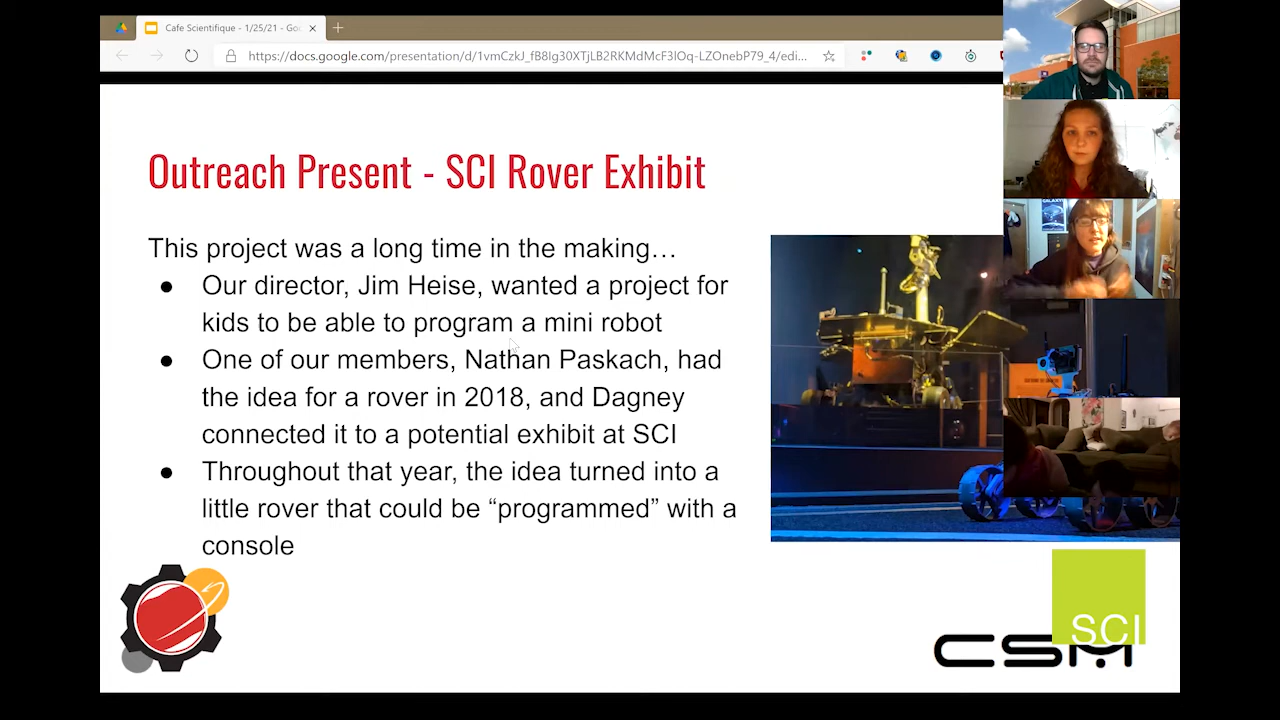 Cafe Scientifique - 1/25/21 - Goo
https://docs.google.com/presentation/d/1vmCzkJ_fB8Ig30XTjLB2RKMdMcF3lOq-LZOnebP79_4/edi...
Outreach Present - SCI Rover Exhibit
This project was a long time in the making…
● Our director, Jim Heise, wanted a project for
kids to be able to program a mini robot
● One of our members, Nathan Paskach, had
the idea for a rover in 2018, and Dagney
connected it to a potential exhibit at SCI
● Throughout that year, the idea turned into a
little rover that could be “programmed” with a
console
SCI
CSM